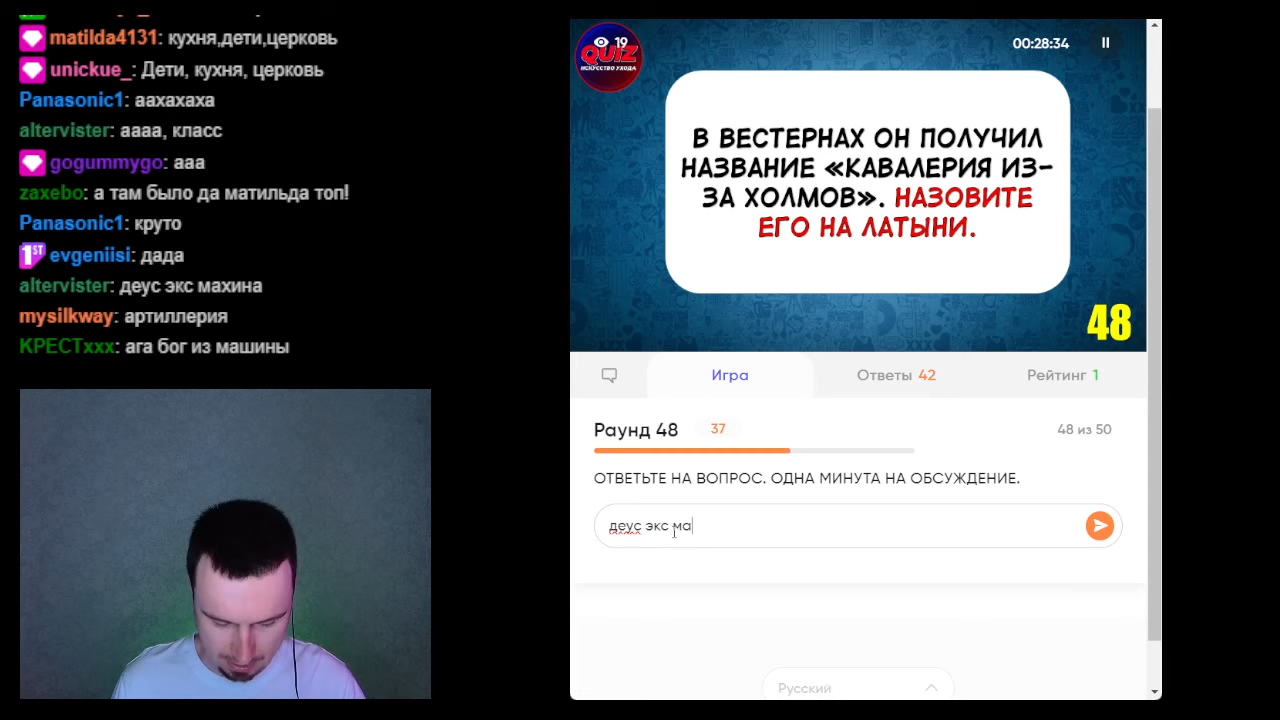 matilda4131: кухня,дети,церковь
unickue_: Дети, кухня, церковь
Panasonic1: аахахаха
altervister: аааа, класс
gogummygo: ааа
zaxebo: а там было да матильда топ!
Panasonic1: круто
1ST evgeniisi: дада
altervister: деус экс махина
mysilkway: артиллерия
КРЕСТххх: ага бог из машины
19
QUIZ
ИСКУССТВО УХОДА
00:28:34
В ВЕСТЕРНАХ ОН ПОЛУЧИЛ
НАЗВАНИЕ «КАВАЛЕРИЯ ИЗ-
ЗА ХОЛМОВ». НАЗОВИТЕ
ЕГО НА ЛАТЫНИ.
48
Игра
Ответы 42
Рейтинг 1
Раунд 48
37
48 из 50
ОТВЕТЬТЕ НА ВОПРОС. ОДНА МИНУТА НА ОБСУЖДЕНИЕ.
деус экс ма
Русский